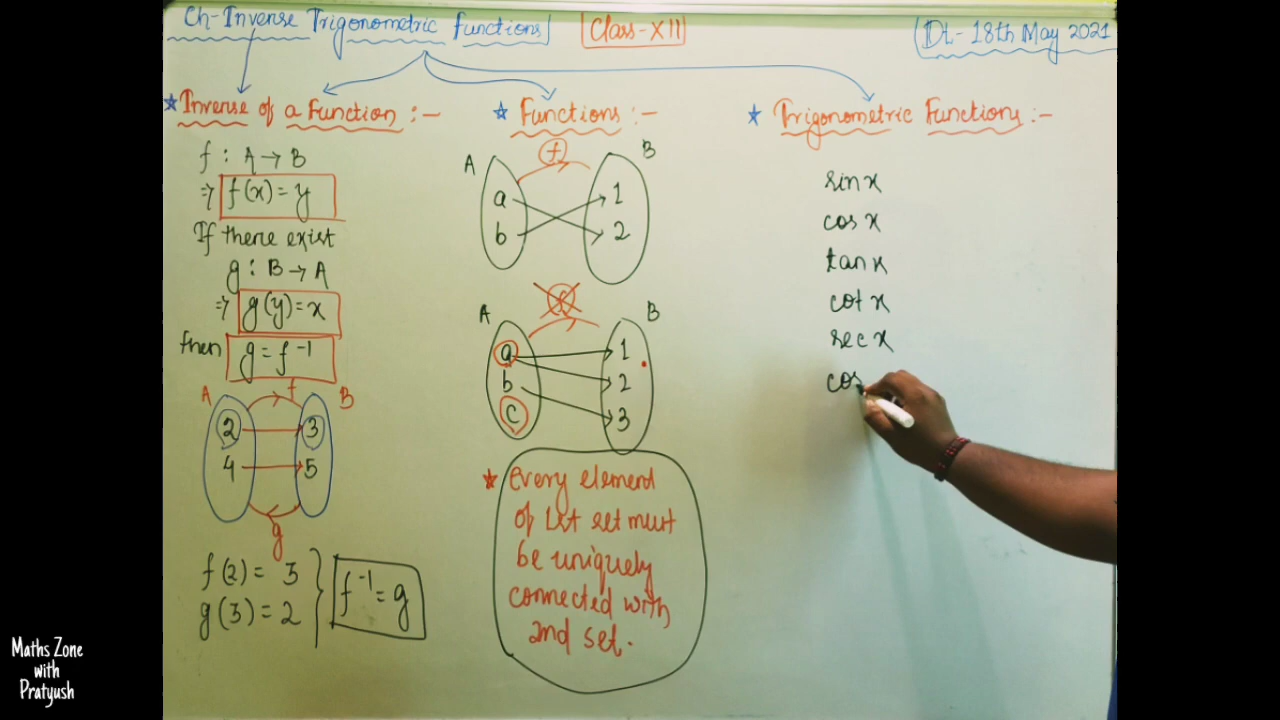 Ch-Inverse Trigonometric functions
Class-XII
Dt- 18th May 2021
★ Inverse of a Function :-
f : A → B
⇒ f(x) = y
If there exist
g : B → A
⇒ g(y) = x
then g = f⁻¹
A f B
2 3
4 5
g
f(2) = 3
g(3) = 2
f⁻¹ = g
★ Functions :-
A f B
a 1
b 2
A B
a 1
b 2
c 3
★ Every element
of 1st set must
be uniquely
connected with
2nd set.
★ Trigonometric Functions :-
sin x
cos x
tan x
cot x
sec x
cos
Maths Zone
with
Pratyush